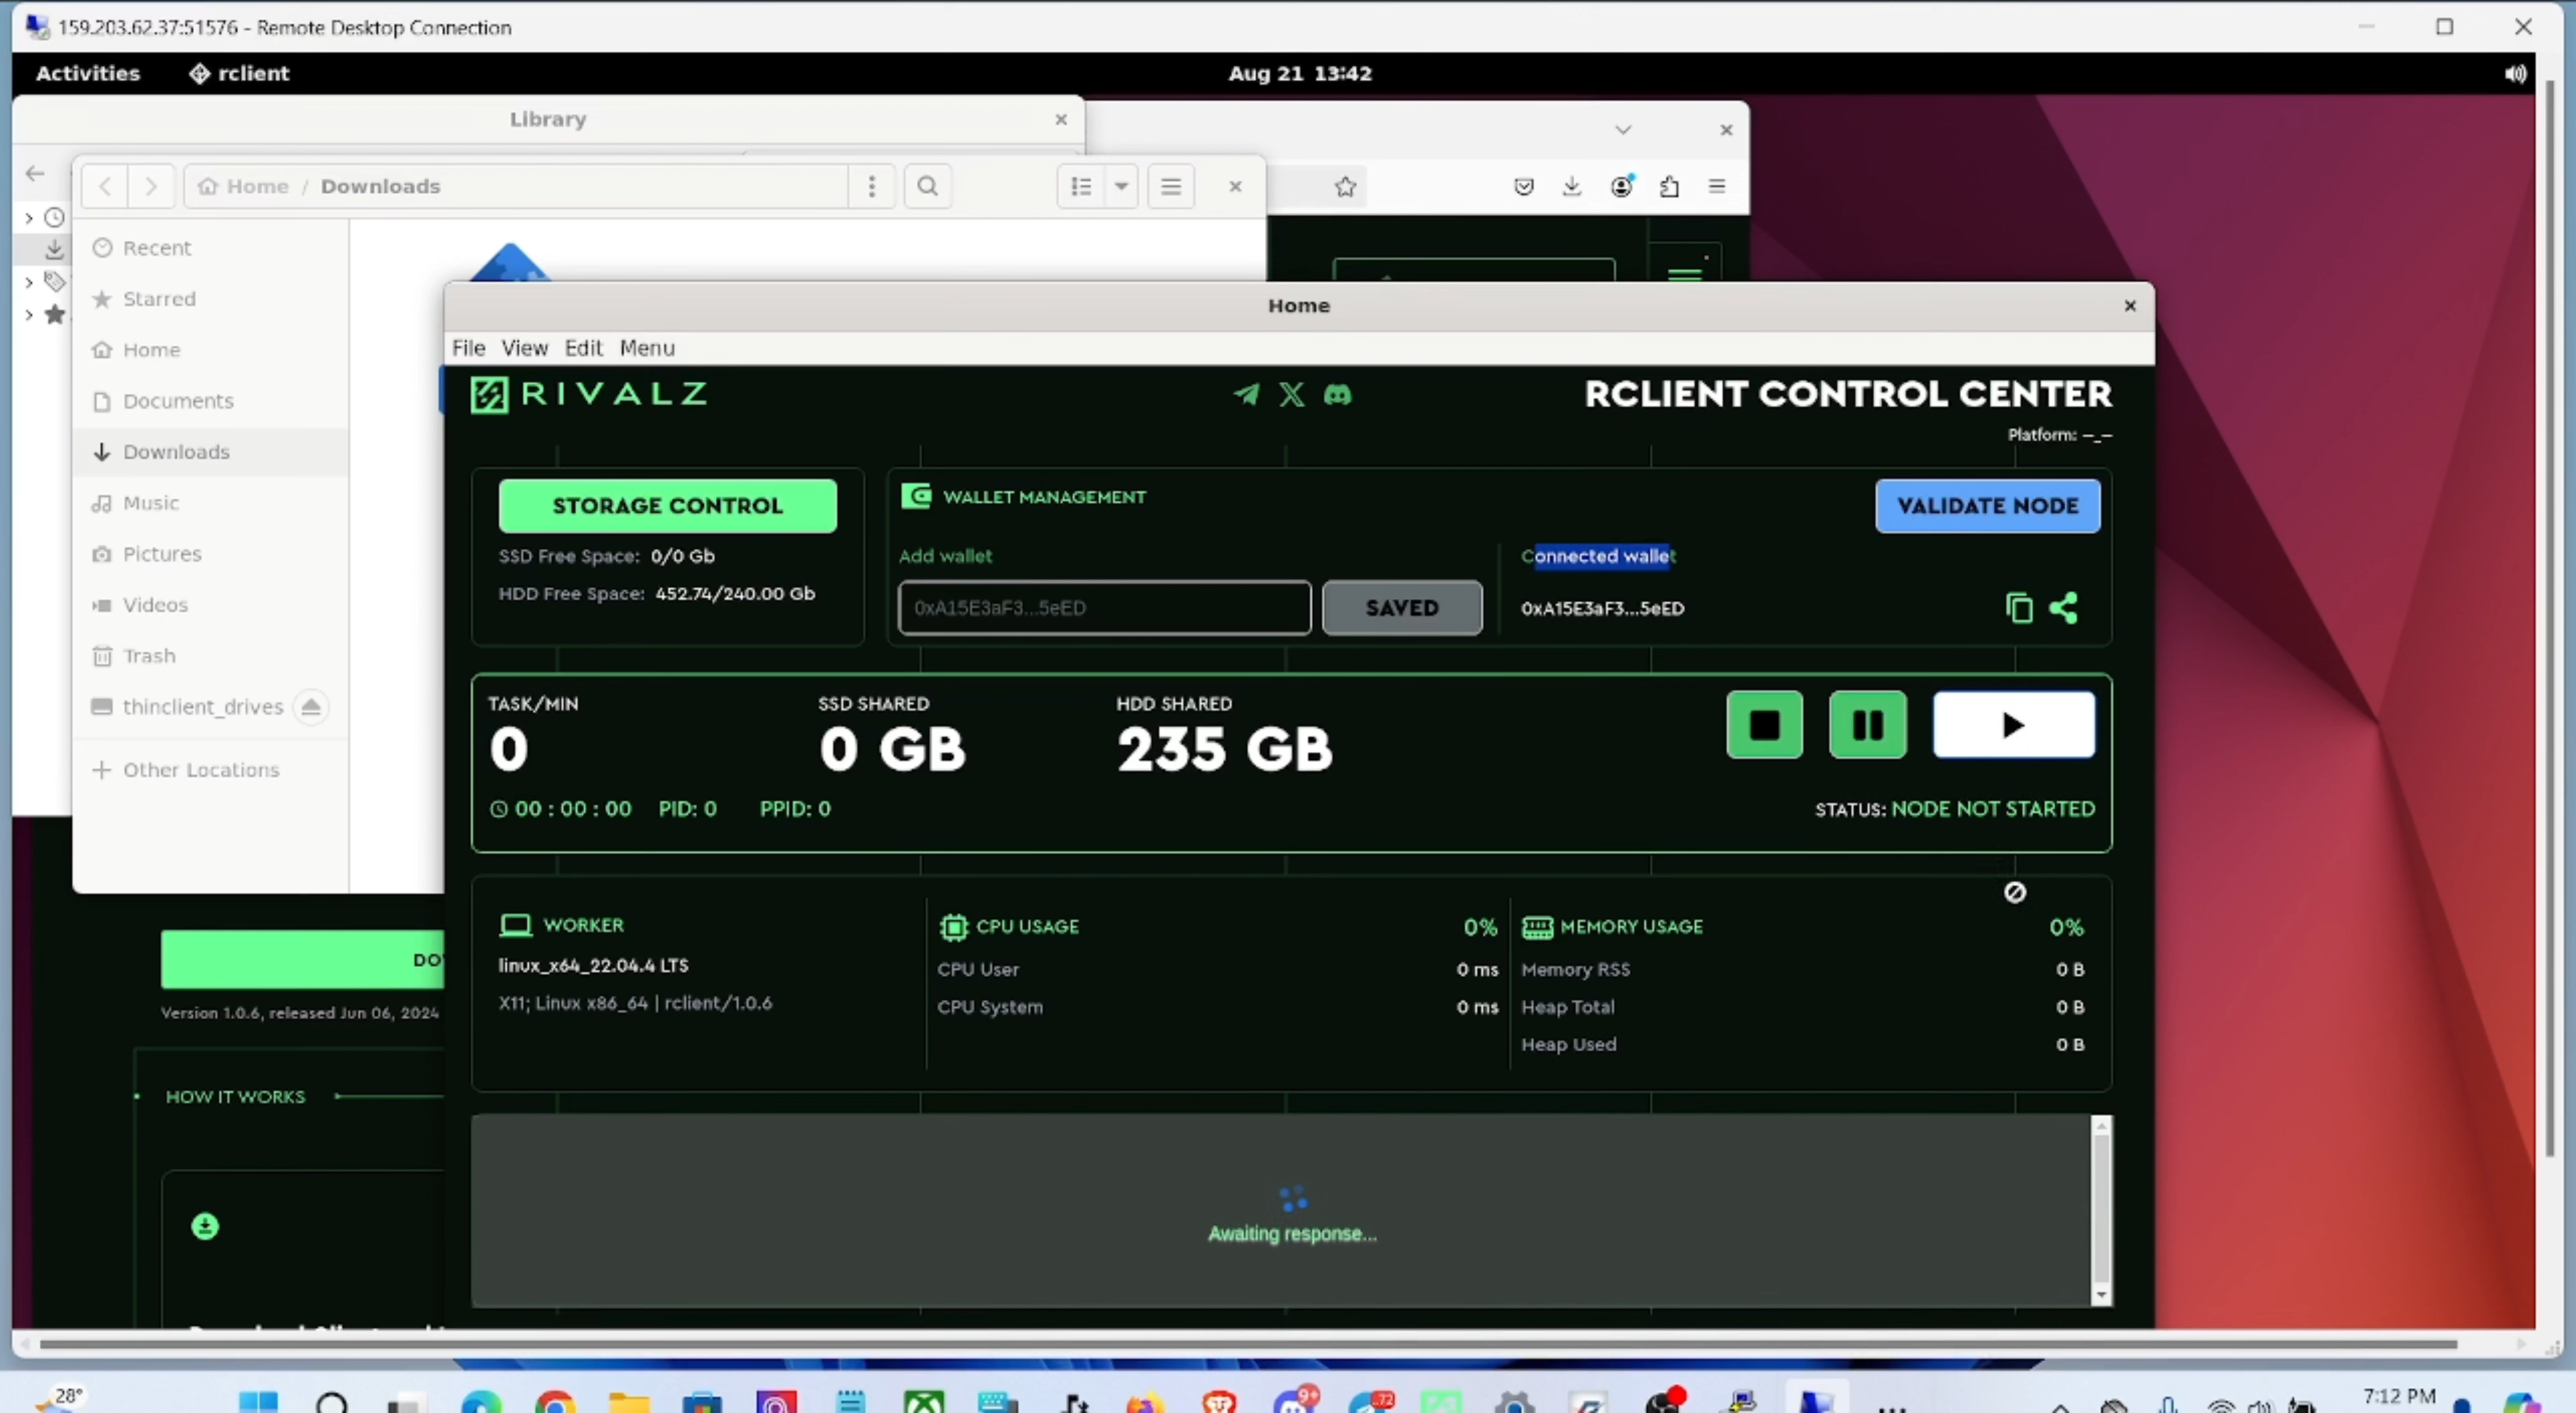 159.203.62.37:51576 - Remote Desktop Connection
Activities rclient Aug 21 13:42
Library
Home / Downloads
Recent
Starred
Home
Documents
Downloads
Music
Pictures
Videos
Trash
thinclient_drives
Other Locations
Home
File View Edit Menu
RIVALZ
RCLIENT CONTROL CENTER
Platform: —_—
STORAGE CONTROL
SSD Free Space: 0/0 Gb
HDD Free Space: 452.74/240.00 Gb
WALLET MANAGEMENT
VALIDATE NODE
Add wallet
Connected wallet
0xA15E3aF3...5eED
SAVED
0xA15E3aF3...5eED
TASK/MIN
0
SSD SHARED
0 GB
HDD SHARED
235 GB
00 : 00 : 00 PID: 0 PPID: 0
STATUS: NODE NOT STARTED
WORKER
linux_x64_22.04.4 LTS
X11; Linux x86_64 | rclient/1.0.6
CPU USAGE 0%
CPU User 0 ms
CPU System 0 ms
MEMORY USAGE 0%
Memory RSS 0 B
Heap Total 0 B
Heap Used 0 B
DO
Version 1.0.6, released Jun 06, 2024
HOW IT WORKS
Awaiting response...
28°
9+
72
7:12 PM